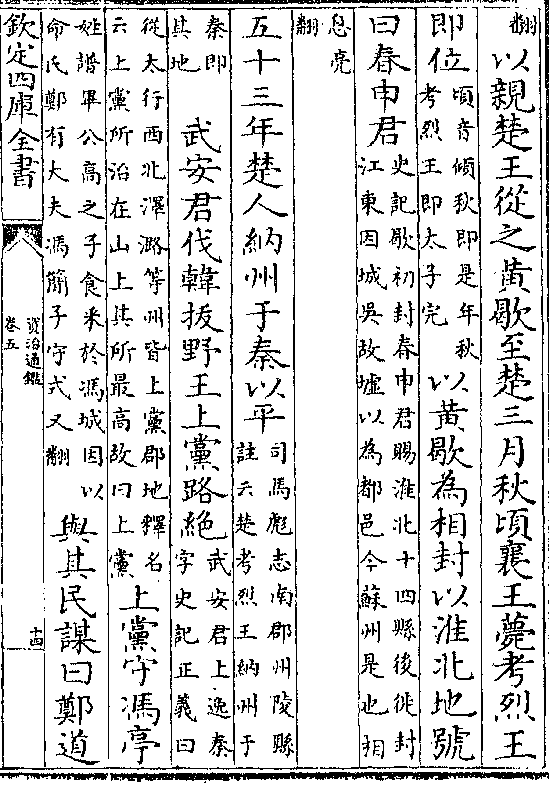 翻以親楚王從之黄歇至楚三月秋頃襄王薨考烈王
即位頃音傾秋即是年秋考烈王即太子完以黄歇為相封以淮北地號
曰春申君史記歇初封春申君賜淮北十四縣後徙封江東因城吳故墟以為都邑今蘇州是也相
息亮翻
五十三年楚人納州于秦以平司馬彪志南郡州陵縣註云楚考烈王納州于
秦即其地武安君伐韓拔野王上黨路絶武安君上逸秦字史記正義曰
從太行西北澤潞等州皆上黨郡地釋名云上黨所治在山上其所最高故曰上黨上黨守馮亭
姓譜畢公高之子食采於馮城因以命氏鄭有大夫馮簡子守式又翻與其民謀曰鄭道
欽定四庫全書
資治通鑑
卷五
十四